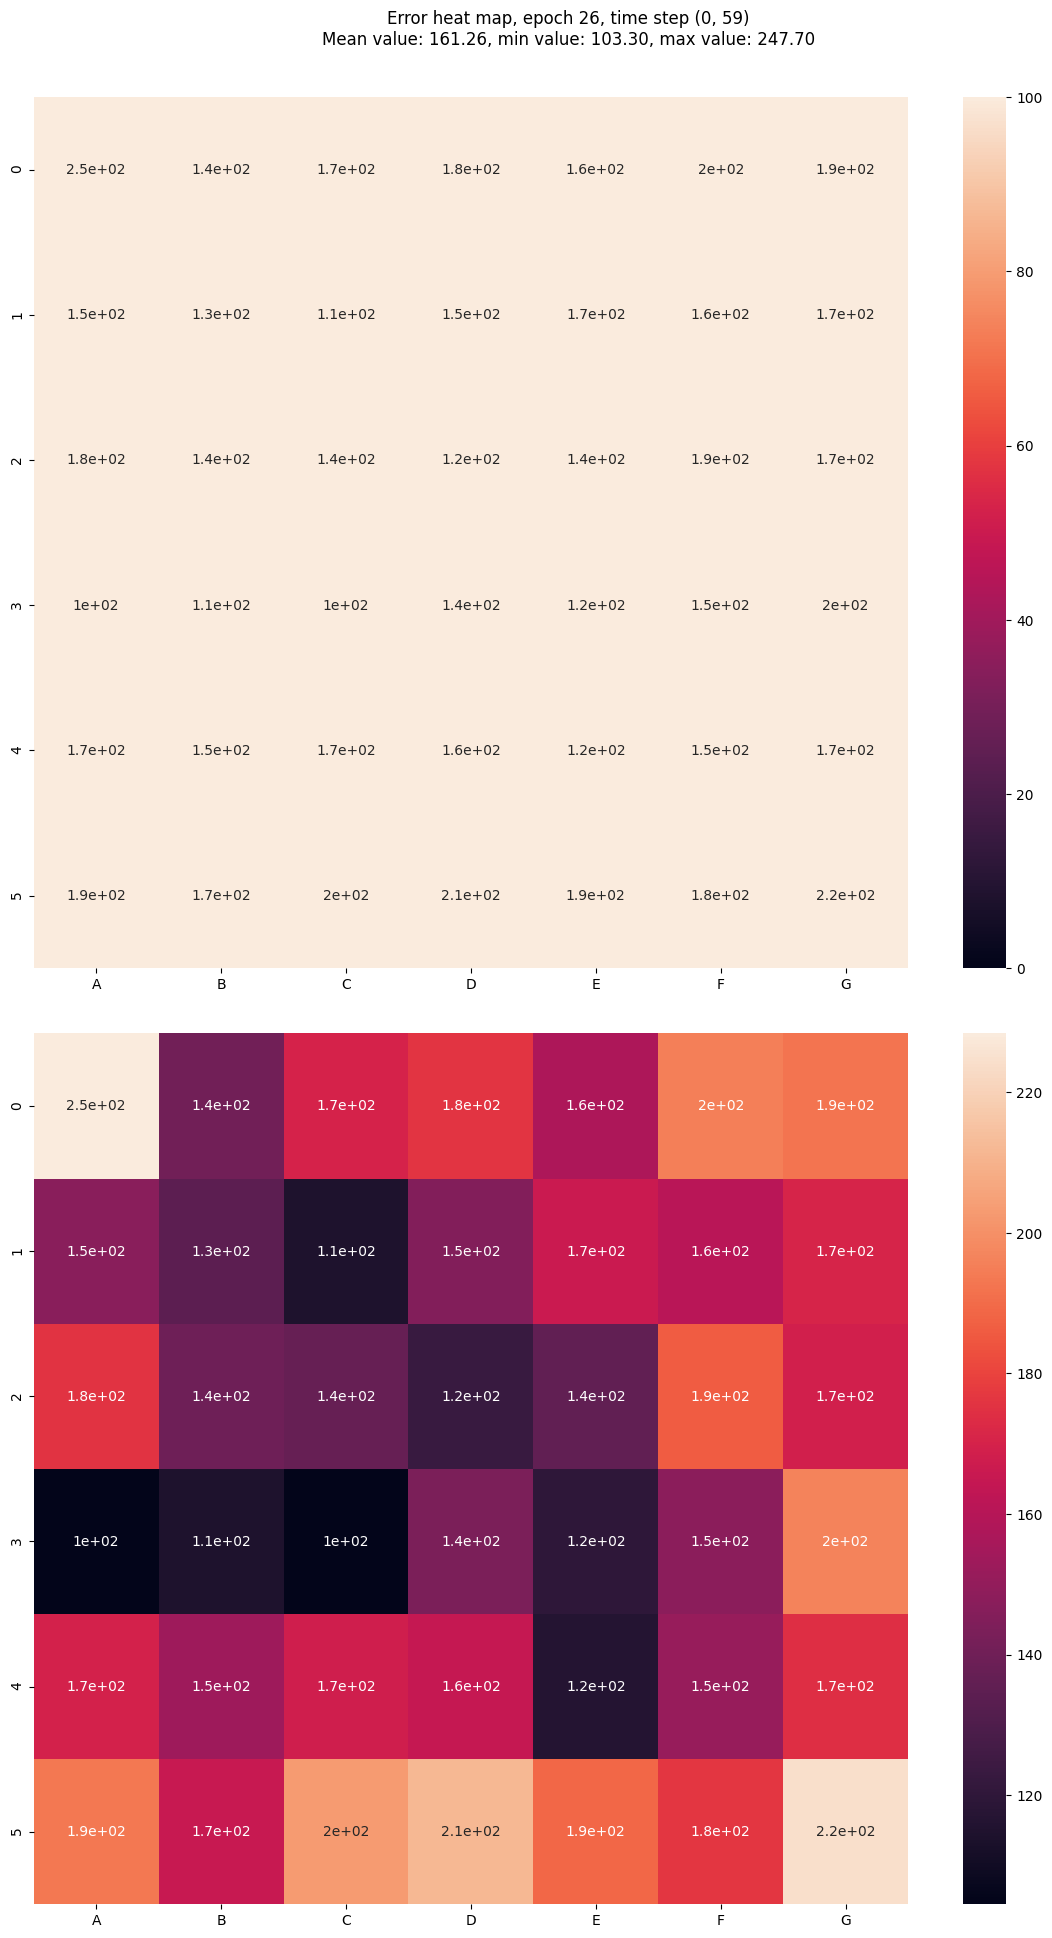 Error heat map, epoch 26, time step (0, 59)
Mean value: 161.26, min value: 103.30, max value: 247.70
100
80
60
40
20
0
0 2.5e+02 1.4e+02 1.7e+02 1.8e+02 1.6e+02 2e+02 1.9e+02
1 1.5e+02 1.3e+02 1.1e+02 1.5e+02 1.7e+02 1.6e+02 1.7e+02
2 1.8e+02 1.4e+02 1.4e+02 1.2e+02 1.4e+02 1.9e+02 1.7e+02
3 1e+02 1.1e+02 1e+02 1.4e+02 1.2e+02 1.5e+02 2e+02
4 1.7e+02 1.5e+02 1.7e+02 1.6e+02 1.2e+02 1.5e+02 1.7e+02
5 1.9e+02 1.7e+02 2e+02 2.1e+02 1.9e+02 1.8e+02 2.2e+02
A B C D E F G
0 2.5e+02 1.4e+02 1.7e+02 1.8e+02 1.6e+02 2e+02 1.9e+02
1 1.5e+02 1.3e+02 1.1e+02 1.5e+02 1.7e+02 1.6e+02 1.7e+02
2 1.8e+02 1.4e+02 1.4e+02 1.2e+02 1.4e+02 1.9e+02 1.7e+02
3 1e+02 1.1e+02 1e+02 1.4e+02 1.2e+02 1.5e+02 2e+02
4 1.7e+02 1.5e+02 1.7e+02 1.6e+02 1.2e+02 1.5e+02 1.7e+02
5 1.9e+02 1.7e+02 2e+02 2.1e+02 1.9e+02 1.8e+02 2.2e+02
A B C D E F G
220
200
180
160
140
120